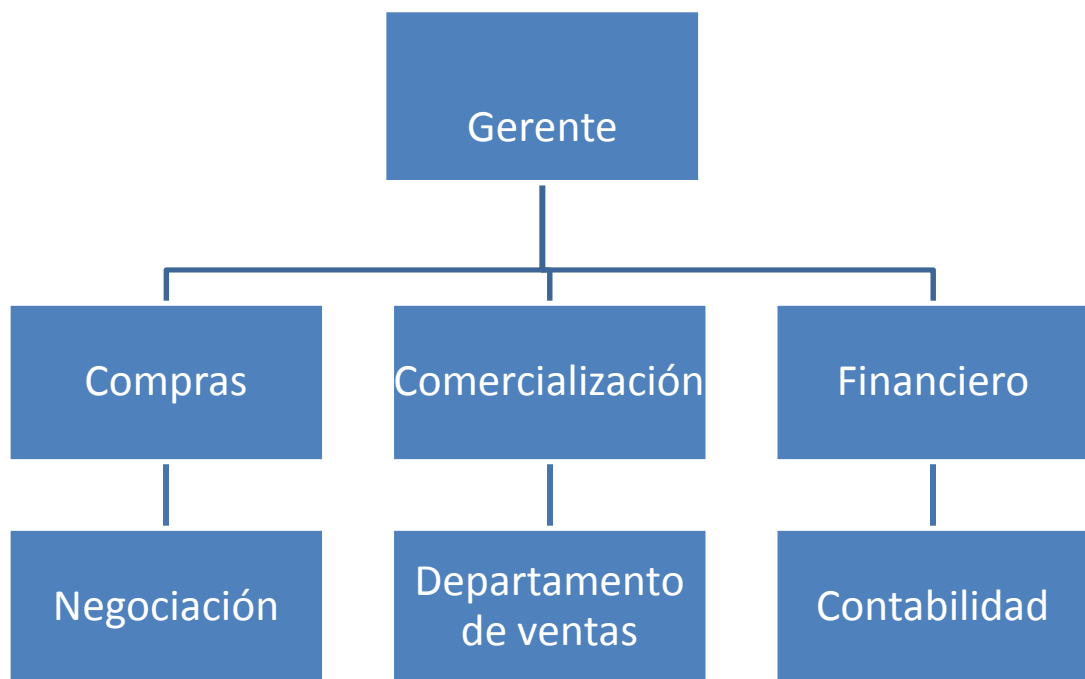 Gerente
Compras
Comercialización
Financiero
Negociación
Departamento
de ventas
Contabilidad